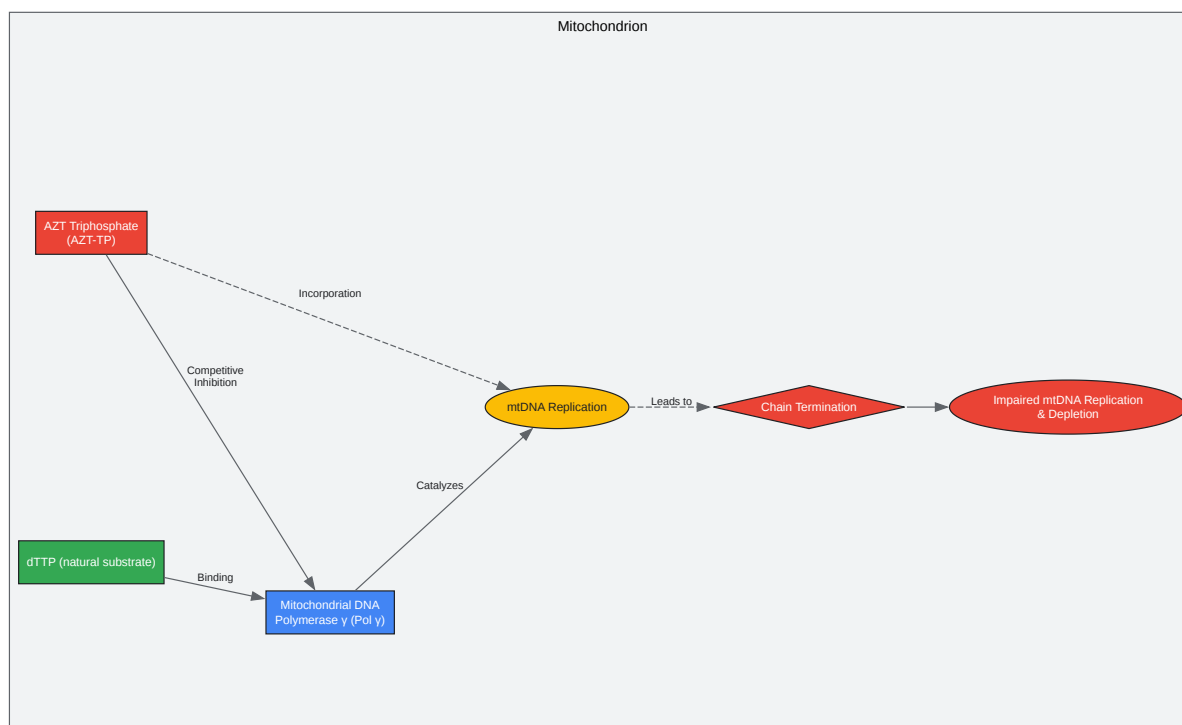 Mitochondrion
AZT Triphosphate
(AZT-TP)
Incorporation
Competitive
Inhibition
mtDNA Replication
Leads to
Chain Termination
Impaired mtDNA Replication
& Depletion
Catalyzes
dTTP (natural substrate)
Binding
Mitochondrial DNA
Polymerase γ (Pol γ)